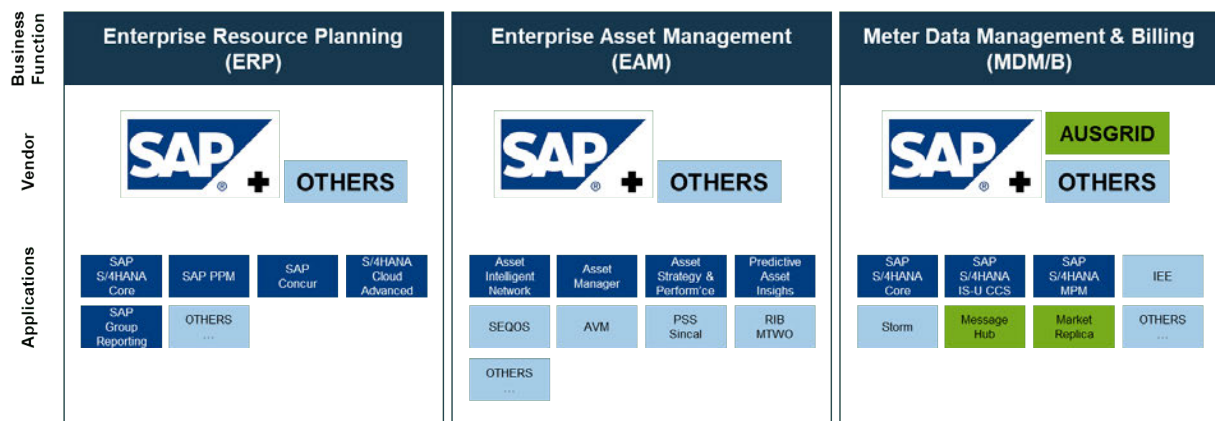 Business
Function
Enterprise Resource Planning
(ERP)
Enterprise Asset Management
(EAM)
Meter Data Management & Billing
(MDM/B)
Vendor
SAP
®
+
OTHERS
SAP
®
+
OTHERS
SAP
®
+
AUSGRID
OTHERS
Applications
SAP
S/4HANA
Core
SAP PPM
SAP
Concur
S/4HANA
Cloud
Advanced
SAP
Group
Reporting
OTHERS
...
Asset
Intelligent
Network
Asset
Manager
Asset
Strategy &
Perform'ce
Predictive
Asset
Insighs
SEQOS
AVM
PSS
Sincal
RIB
MTWO
OTHERS
...
SAP
S/4HANA
Core
SAP
S/4HANA
IS-U CCS
SAP
S/4HANA
MPM
IEE
Storm
Message
Hub
Market
Replica
OTHERS
...